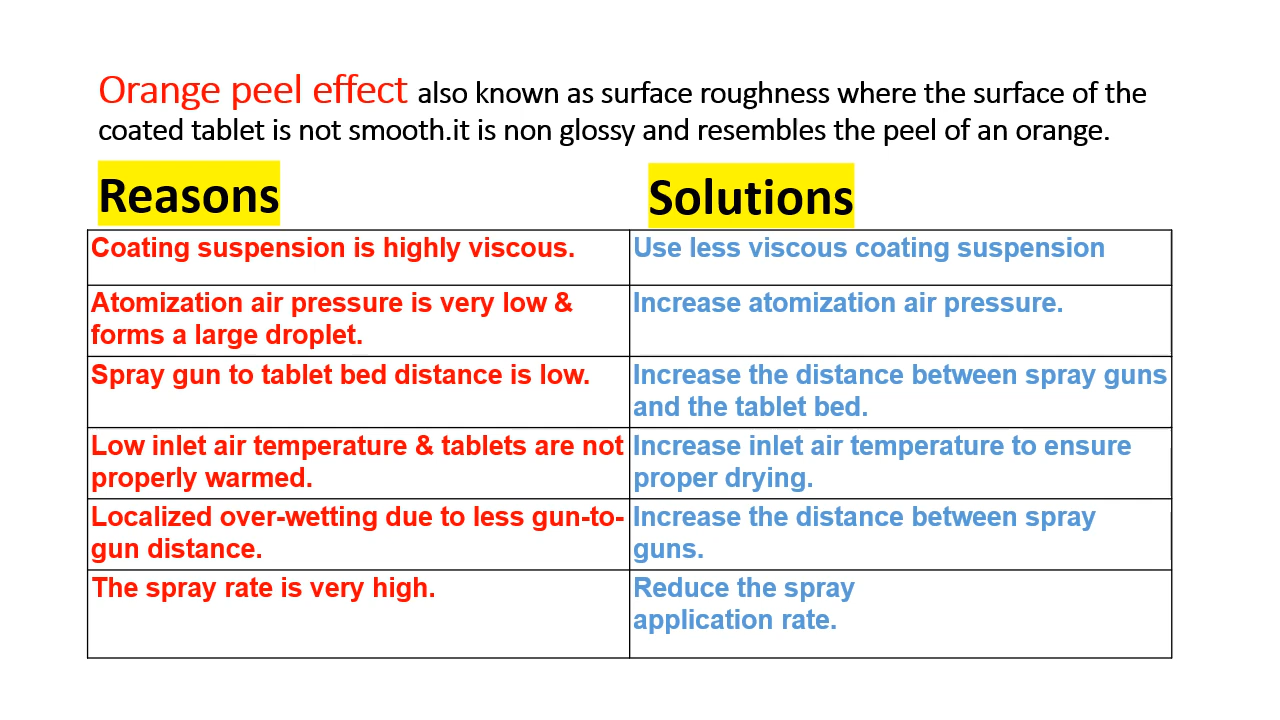 Orange peel effect also known as surface roughness where the surface of the
coated tablet is not smooth.it is non glossy and resembles the peel of an orange.
Reasons
Solutions
Coating suspension is highly viscous.
Use less viscous coating suspension
Atomization air pressure is very low &
forms a large droplet.
Increase atomization air pressure.
Spray gun to tablet bed distance is low.
Increase the distance between spray guns
and the tablet bed.
Low inlet air temperature & tablets are not
properly warmed.
Increase inlet air temperature to ensure
proper drying.
Localized over-wetting due to less gun-to-
gun distance.
Increase the distance between spray
guns.
The spray rate is very high.
Reduce the spray
application rate.